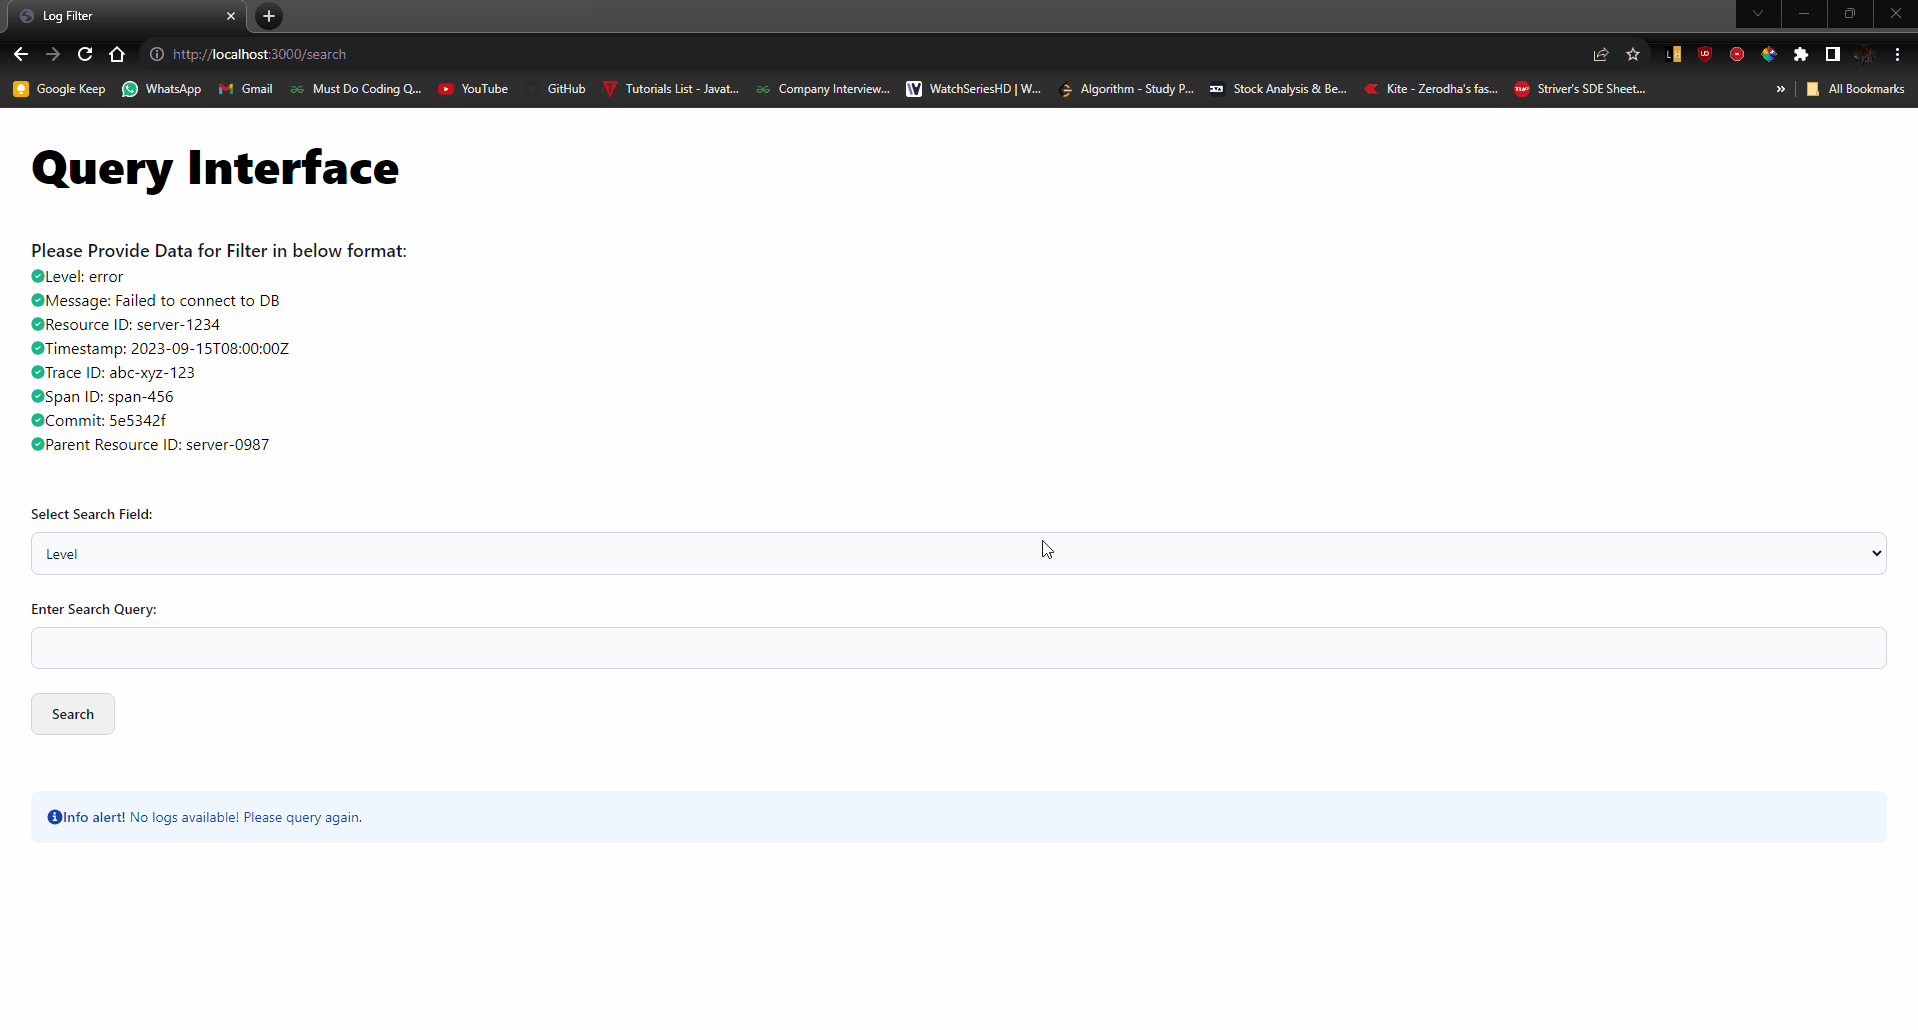 Log Filter
http://localhost:3000/search
Google Keep WhatsApp Gmail Must Do Coding Q... YouTube GitHub Tutorials List - Javat... Company Interview... WatchSeriesHD | W... Algorithm - Study P... Stock Analysis & Be... Kite - Zerodha's fas... Striver's SDE Sheet... » All Bookmarks
Query Interface
Please Provide Data for Filter in below format:
Level: error
Message: Failed to connect to DB
Resource ID: server-1234
Timestamp: 2023-09-15T08:00:00Z
Trace ID: abc-xyz-123
Span ID: span-456
Commit: 5e5342f
Parent Resource ID: server-0987
Select Search Field:
Level
Enter Search Query:
Search
Info alert! No logs available! Please query again.